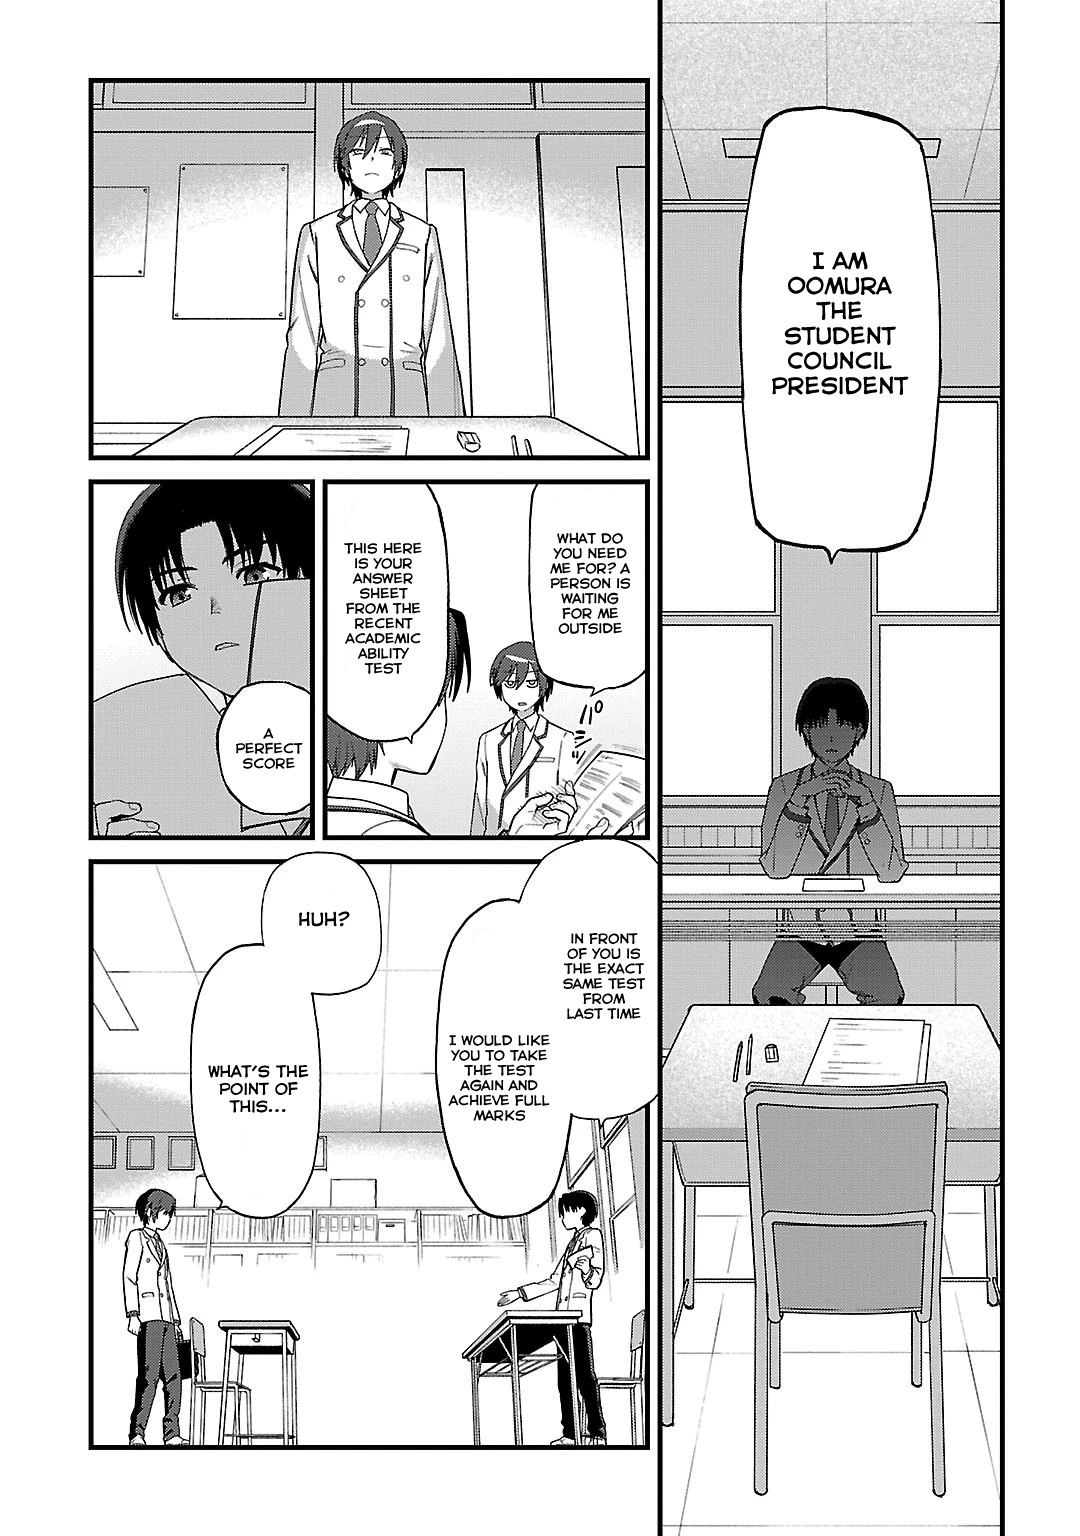 I AM
OOMURA
THE
STUDENT
COUNCIL
PRESIDENT
WHAT DO
YOU NEED
ME FOR? A
PERSON IS
WAITING
FOR ME
OUTSIDE
THIS HERE
IS YOUR
ANSWER
SHEET
FROM THE
RECENT
ACADEMIC
ABILITY
TEST
A
PERFECT
SCORE
IN FRONT
OF YOU IS
THE EXACT
SAME TEST
FROM
LAST TIME
I WOULD LIKE
YOU TO TAKE
THE TEST
AGAIN AND
ACHIEVE FULL
MARKS
HUH?
WHAT'S THE
POINT OF
THIS...